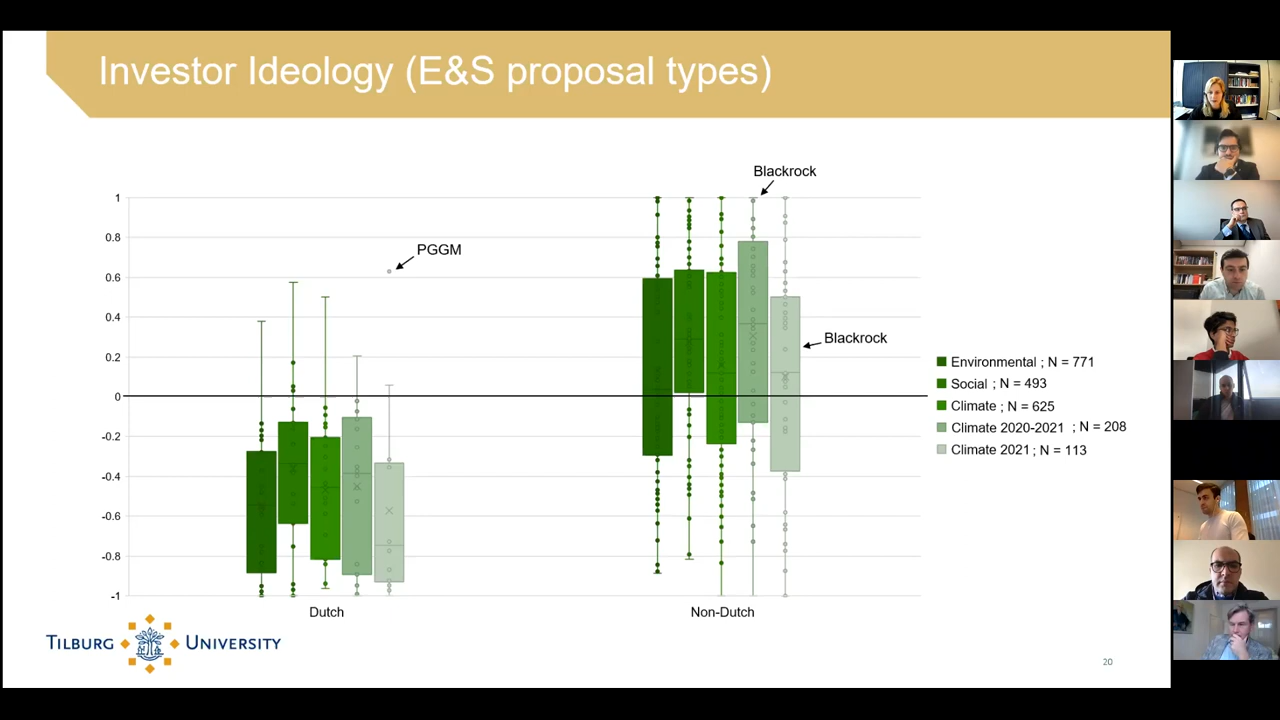 Investor Ideology (E&S proposal types)
Blackrock
1
0.8
PGGM
0.6
0.4
Blackrock
0.2
Environmental ; N = 771
Social ; N = 493
0
Climate ; N = 625
Climate 2020-2021 ; N = 208
-0.2
Climate 2021 ; N = 113
-0.4
-0.6
-0.8
-1
Dutch
Non-Dutch
TILBURG UNIVERSITY
20